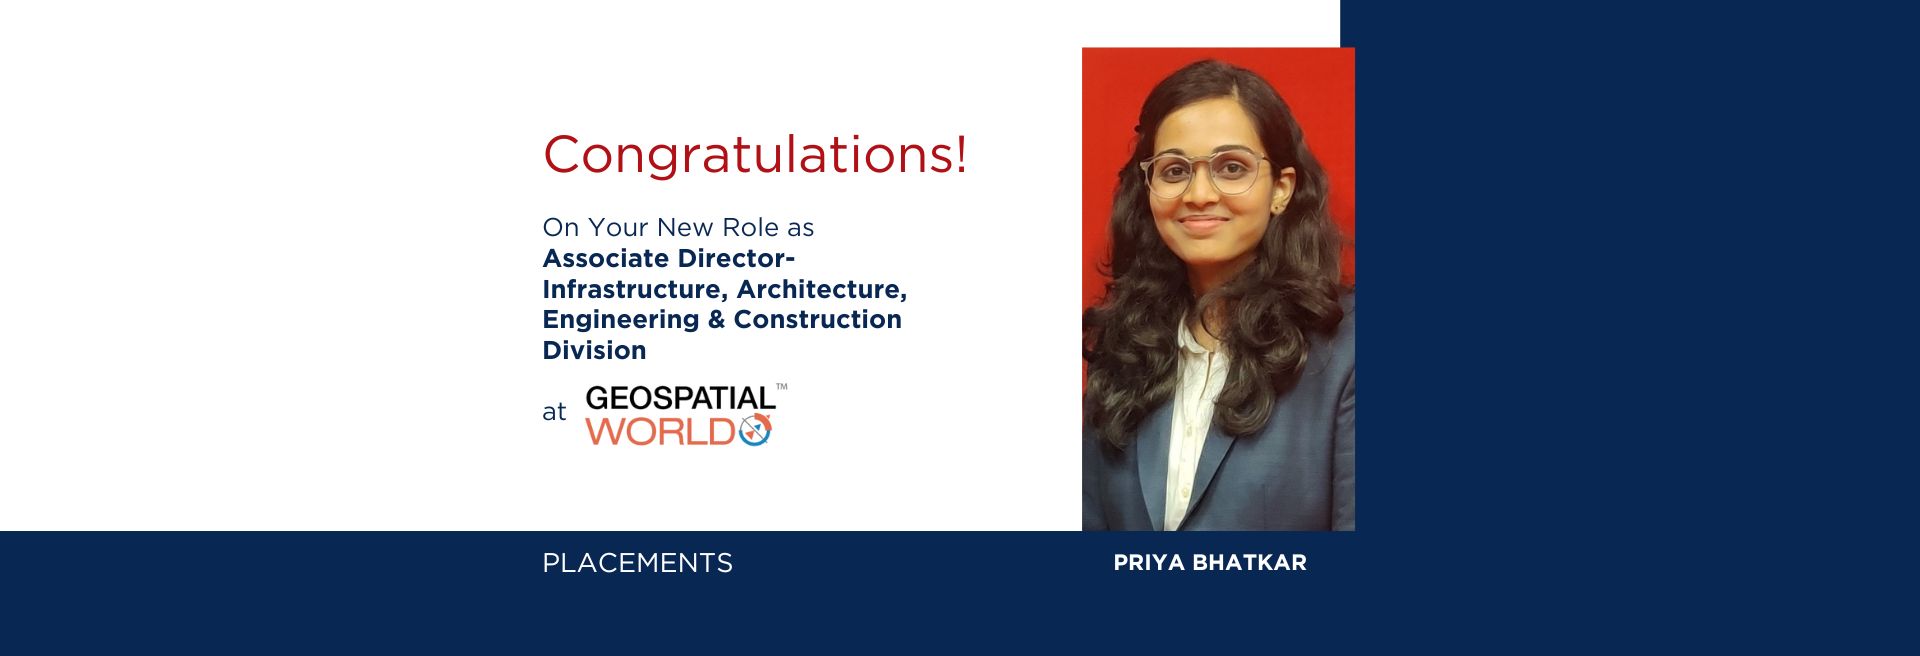 Congratulations!
On Your New Role as
Associate Director-
Infrastructure, Architecture,
Engineering & Construction
Division
at
GEOSPATIAL™
WORLD
PLACEMENTS
PRIYA BHATKAR